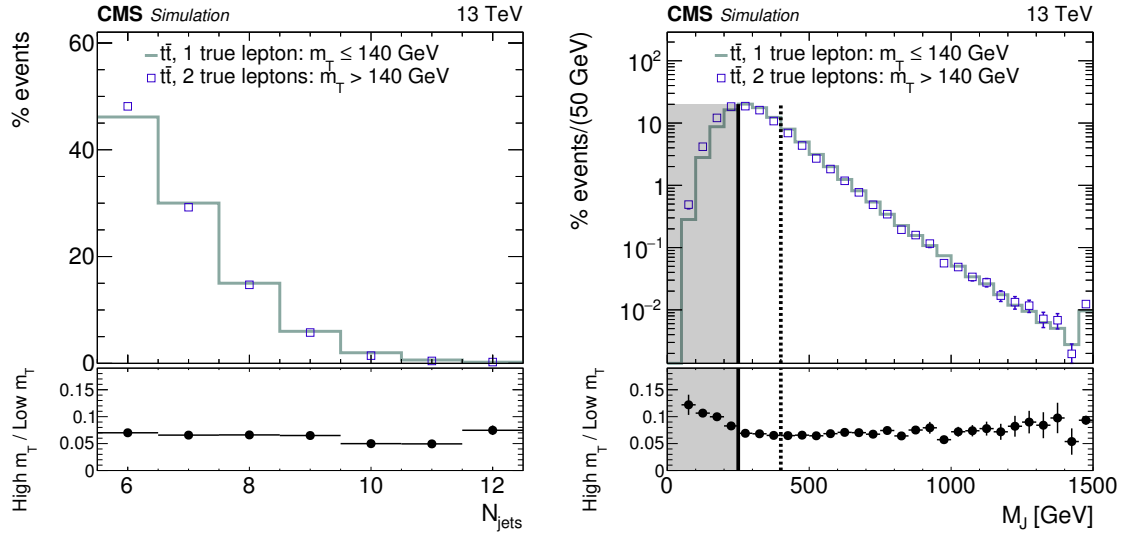 CMS Simulation 13 TeV
% events
60
40
20
0
tt̄, 1 true lepton: m_T ≤ 140 GeV
tt̄, 2 true leptons: m_T > 140 GeV
High m_T / Low m_T
0.15
0.1
0.05
0
6 8 10 12
N_jets
CMS Simulation 13 TeV
% events/(50 GeV)
10²
10
1
10⁻¹
10⁻²
tt̄, 1 true lepton: m_T ≤ 140 GeV
tt̄, 2 true leptons: m_T > 140 GeV
High m_T / Low m_T
0.15
0.1
0.05
0
0 500 1000 1500
M_J [GeV]